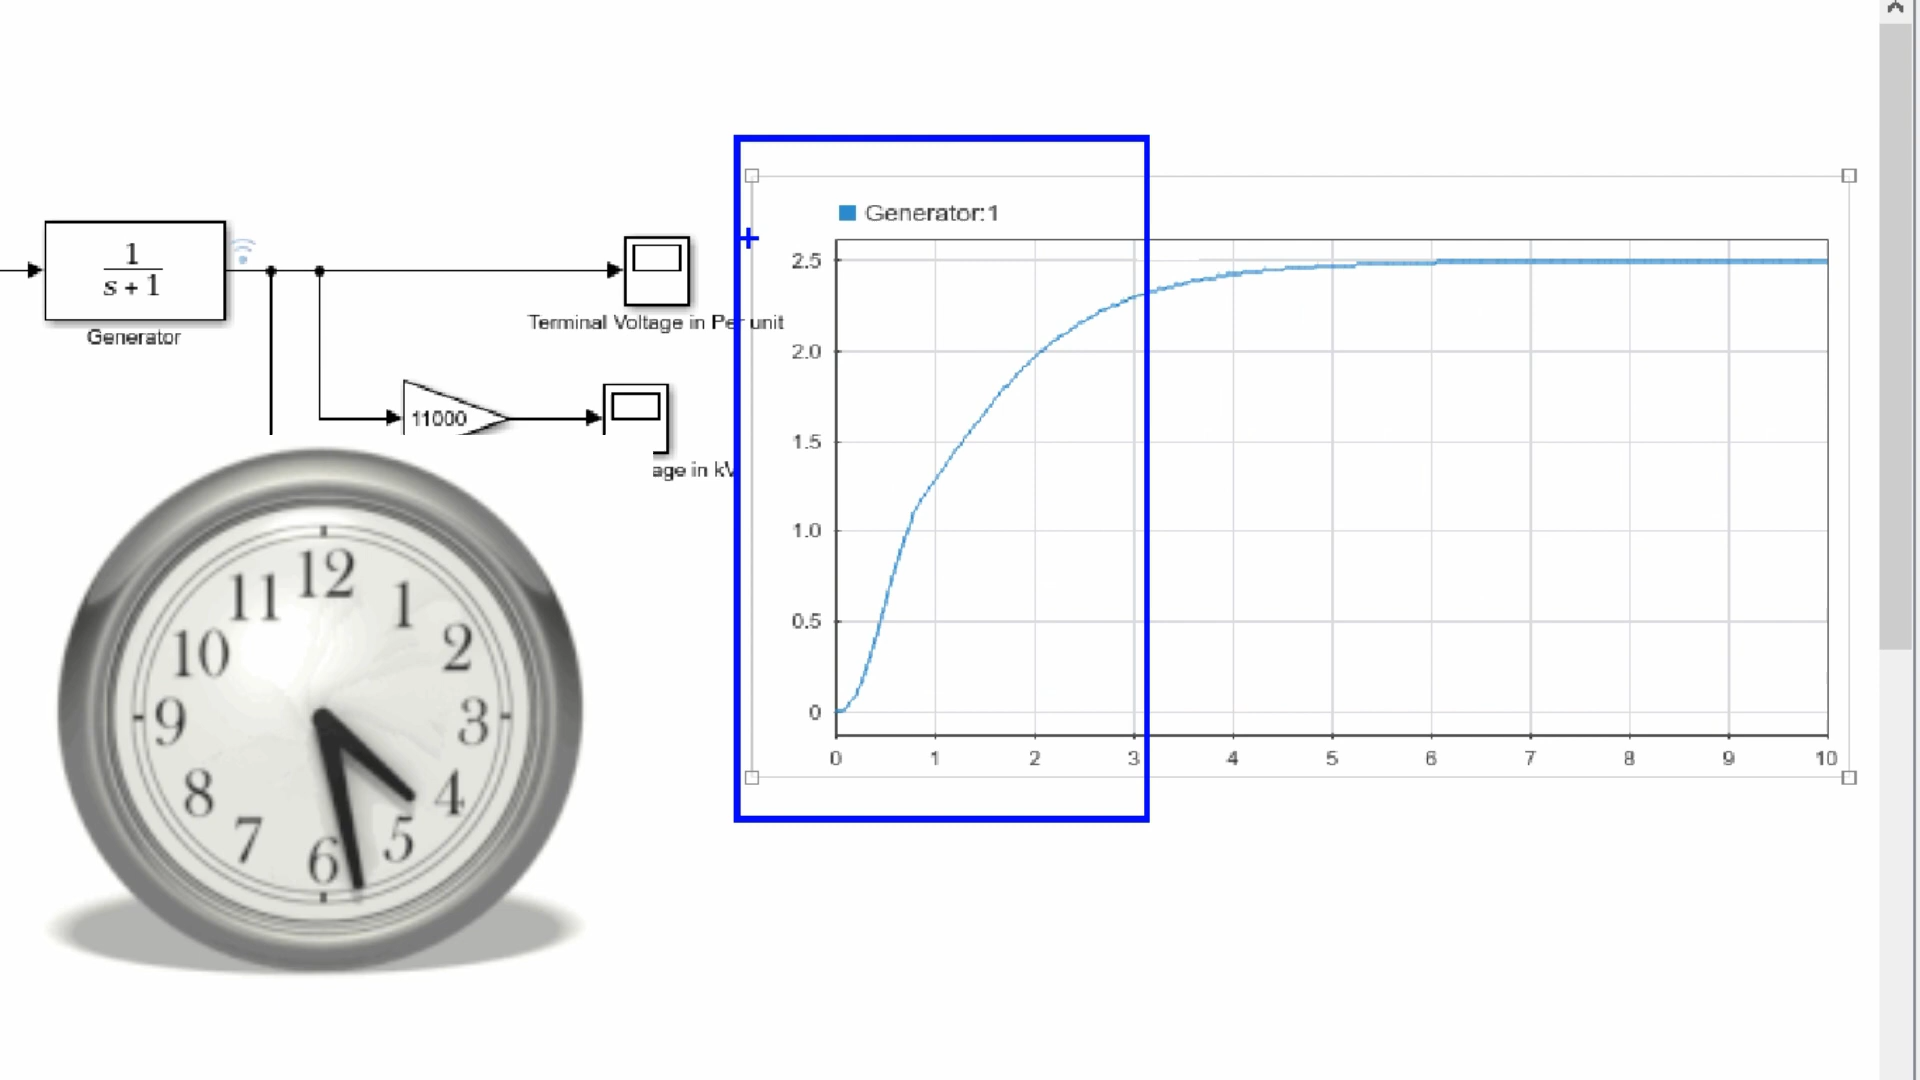 Generator:1
1
s + 1
Generator
Terminal Voltage in Per unit
11000
age in kV
2.5
2.0
1.5
1.0
0.5
0
0 1 2 3 4 5 6 7 8 9 10
12
11 1
10 2
9 3
8 4
7 5
6